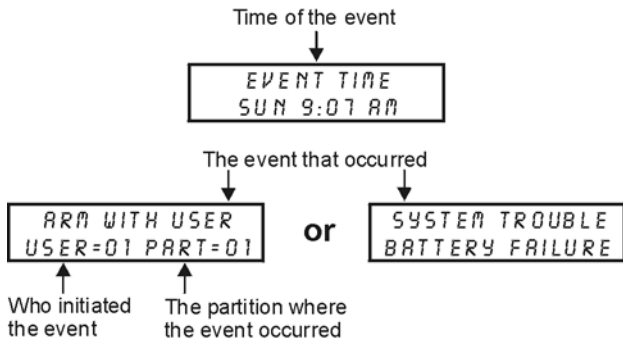 Time of the event
EVENT TIME
SUN 9:07 AM
The event that occurred
ARM WITH USER
USER=01 PART=01
or
SYSTEM TROUBLE
BATTERY FAILURE
Who initiated
the event
The partition where
the event occurred